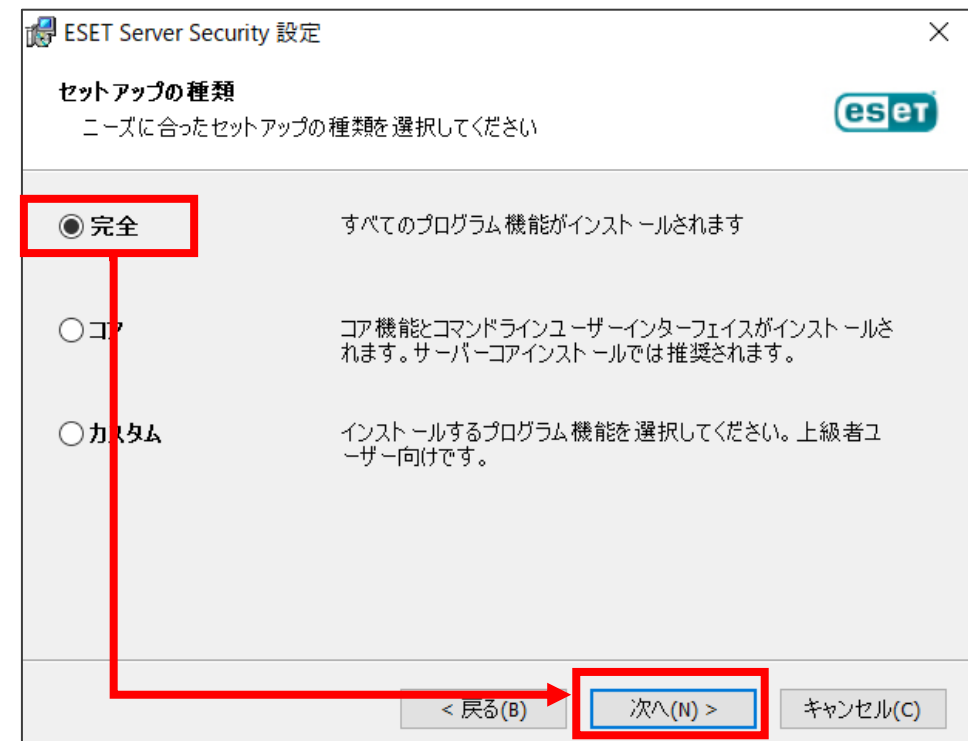 ESET Server Security 設定
セットアップの種類
ニーズに合ったセットアップの種類を選択してください
eset
完全
すべてのプログラム機能がインストールされます
コア
コア機能とコマンドラインユーザーインターフェイスがインストールさ
れます。サーバーコアインストールでは推奨されます。
カスタム
インストールするプログラム機能を選択してください。上級者ユ
ーザー向けです。
< 戻る(B)
次へ(N) >
キャンセル(C)